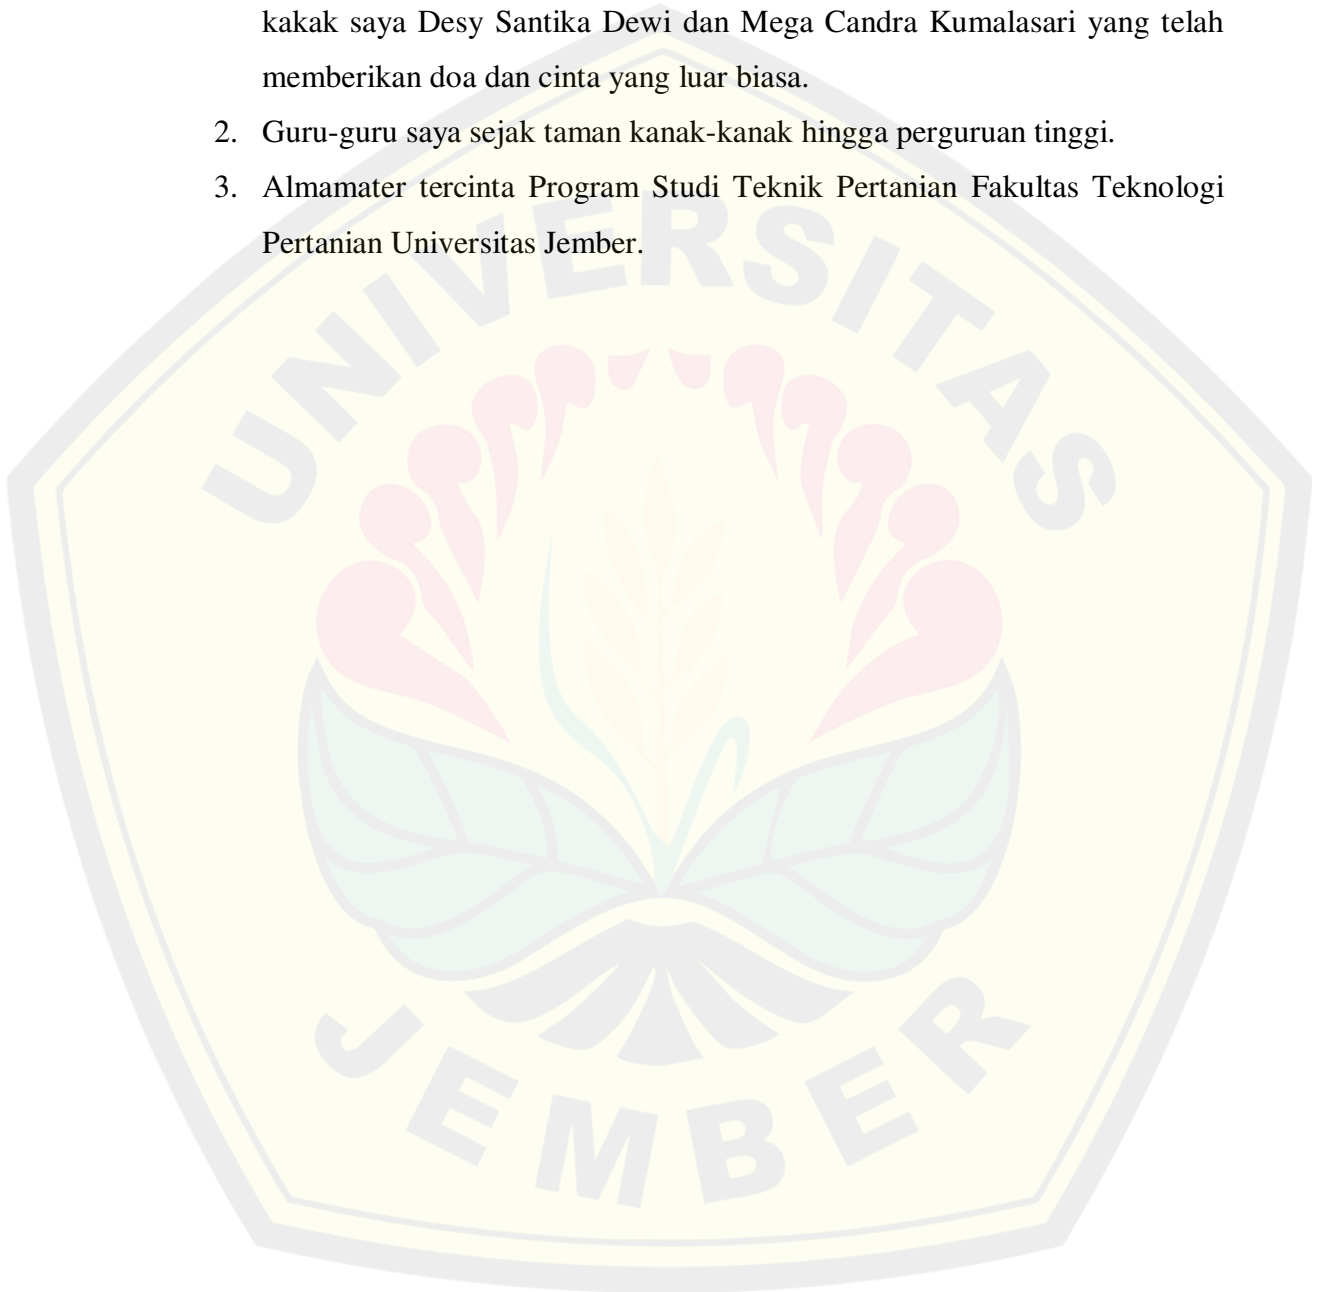 kakak saya Desy Santika Dewi dan Mega Candra Kumalasari yang telah
memberikan doa dan cinta yang luar biasa.
2. Guru-guru saya sejak taman kanak-kanak hingga perguruan tinggi.
3. Almamater tercinta Program Studi Teknik Pertanian Fakultas Teknologi
Pertanian Universitas Jember.
UNIVERSITAS
JEMBER